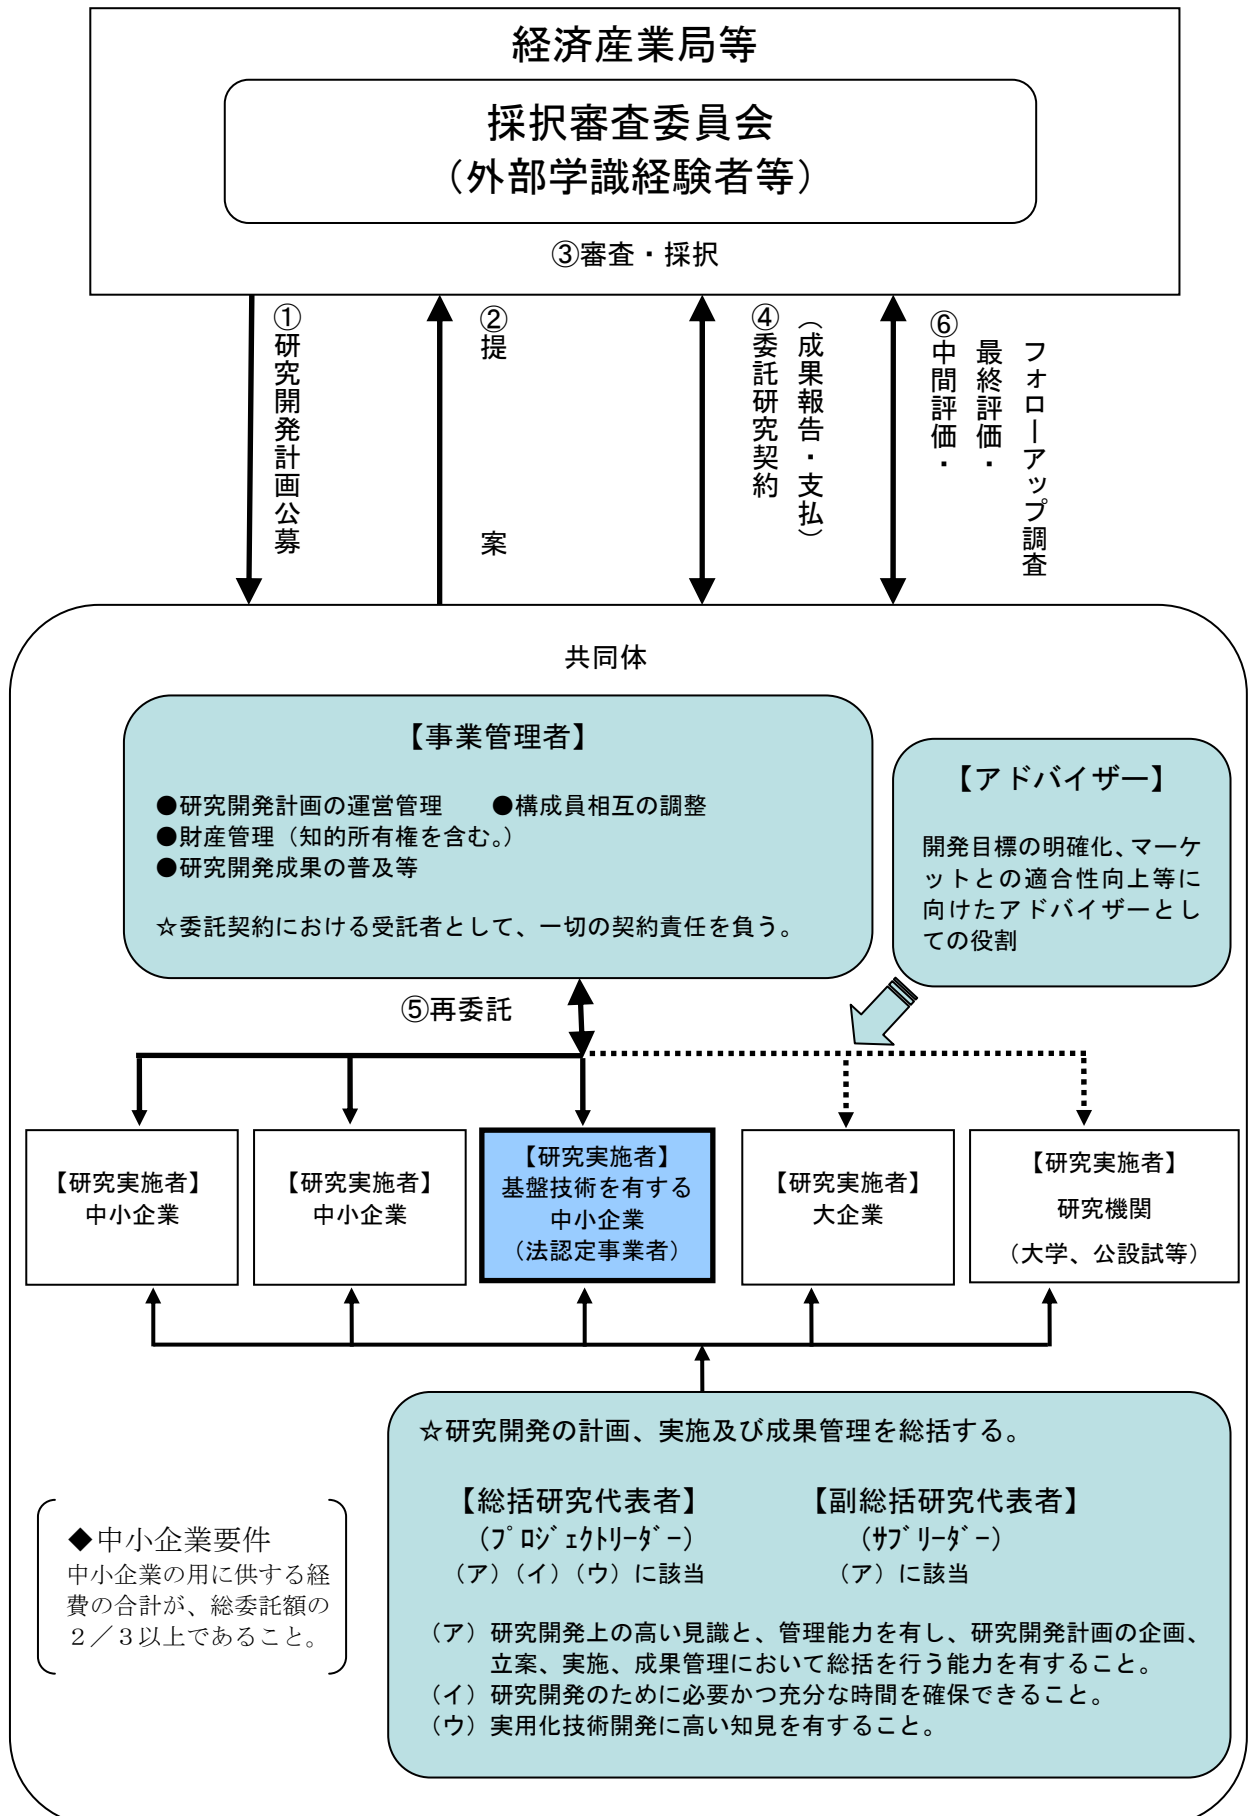 経済産業局等
採択審査委員会
（外部学識経験者等）
③審査・採択
①研究開発計画公募
②提案
④委託研究契約
（成果報告・支払）
⑥中間評価・
最終評価・
フォローアップ調査
共同体
【事業管理者】
●研究開発計画の運営管理　●構成員相互の調整
●財産管理（知的所有権を含む。）
●研究開発成果の普及等
☆委託契約における受託者として、一切の契約責任を負う。
【アドバイザー】
開発目標の明確化、マーケ
ットとの適合性向上等に
向けたアドバイザーとし
ての役割
⑤再委託
【研究実施者】
中小企業
【研究実施者】
中小企業
【研究実施者】
基盤技術を有する
中小企業
（法認定事業者）
【研究実施者】
大企業
【研究実施者】
研究機関
（大学、公設試等）
☆研究開発の計画、実施及び成果管理を総括する。
【総括研究代表者】
（ﾌﾟﾛｼﾞｪｸﾄﾘｰﾀﾞｰ）
（ア）（イ）（ウ）に該当
【副総括研究代表者】
（ｻﾌﾞﾘｰﾀﾞｰ）
（ア）に該当
（ア）研究開発上の高い見識と、管理能力を有し、研究開発計画の企画、
立案、実施、成果管理において総括を行う能力を有すること。
（イ）研究開発のために必要かつ充分な時間を確保できること。
（ウ）実用化技術開発に高い知見を有すること。
◆中小企業要件
中小企業の用に供する経
費の合計が、総委託額の
２／３以上であること。